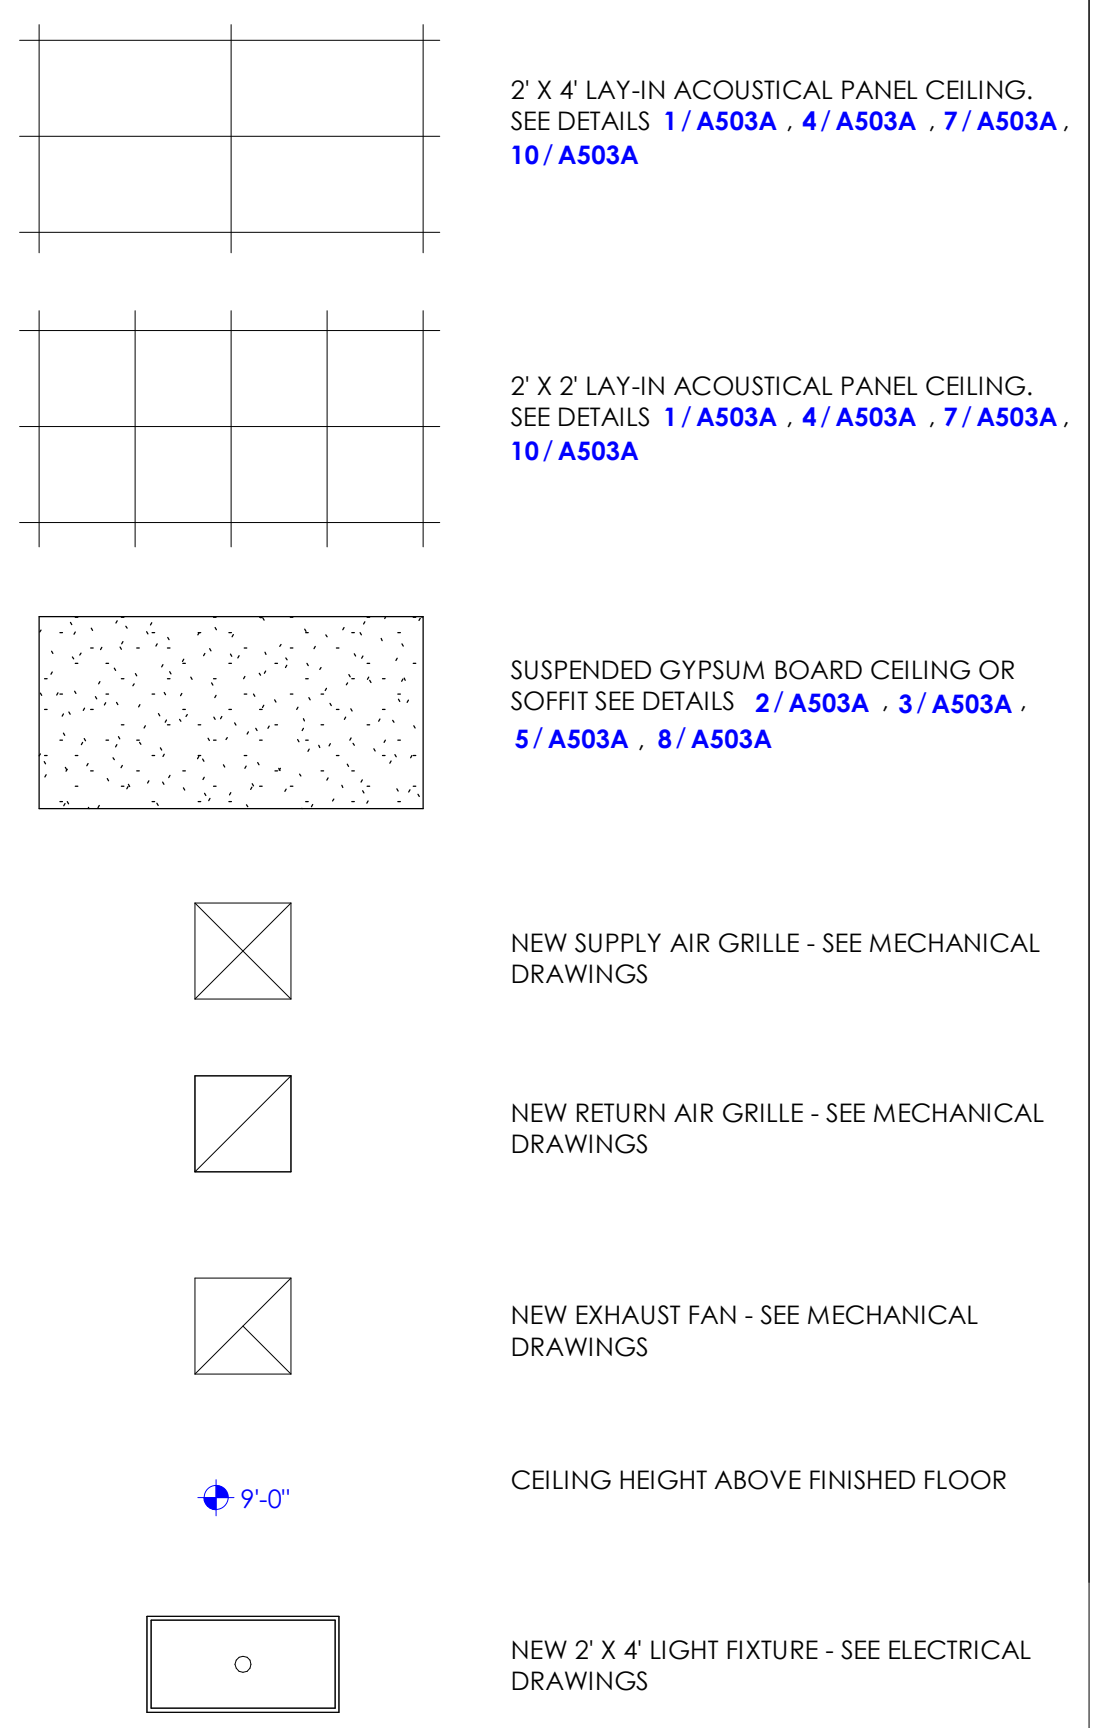 2' X 4' LAY-IN ACOUSTICAL PANEL CEILING.
SEE DETAILS 1/A503A , 4/A503A , 7/A503A ,
10/A503A
2' X 2' LAY-IN ACOUSTICAL PANEL CEILING.
SEE DETAILS 1/A503A , 4/A503A , 7/A503A ,
10/A503A
SUSPENDED GYPSUM BOARD CEILING OR
SOFFIT SEE DETAILS 2/A503A , 3/A503A ,
5/A503A , 8/A503A
NEW SUPPLY AIR GRILLE - SEE MECHANICAL
DRAWINGS
NEW RETURN AIR GRILLE - SEE MECHANICAL
DRAWINGS
NEW EXHAUST FAN - SEE MECHANICAL
DRAWINGS
9'-0"
CEILING HEIGHT ABOVE FINISHED FLOOR
NEW 2' X 4' LIGHT FIXTURE - SEE ELECTRICAL
DRAWINGS